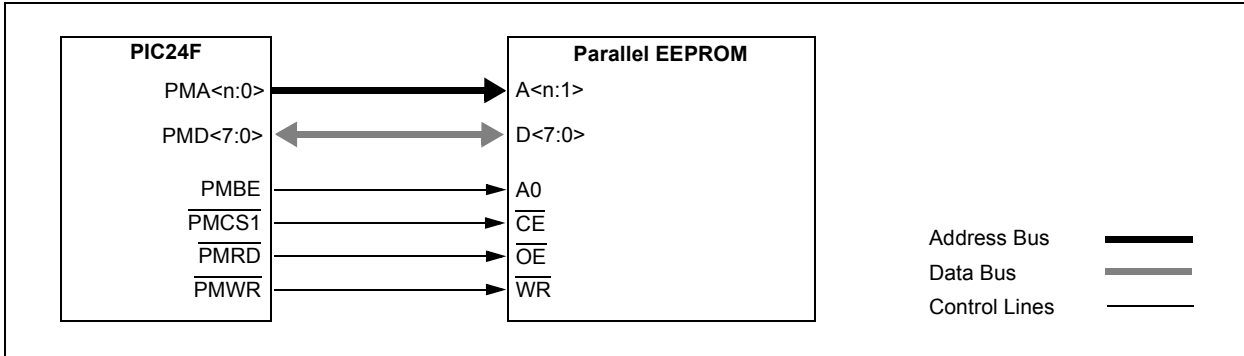 PIC24F
Parallel EEPROM
PMA<n:0>
A<n:1>
PMD<7:0>
D<7:0>
PMBE
A0
PMCS1
CE
PMRD
OE
PMWR
WR
Address Bus
Data Bus
Control Lines